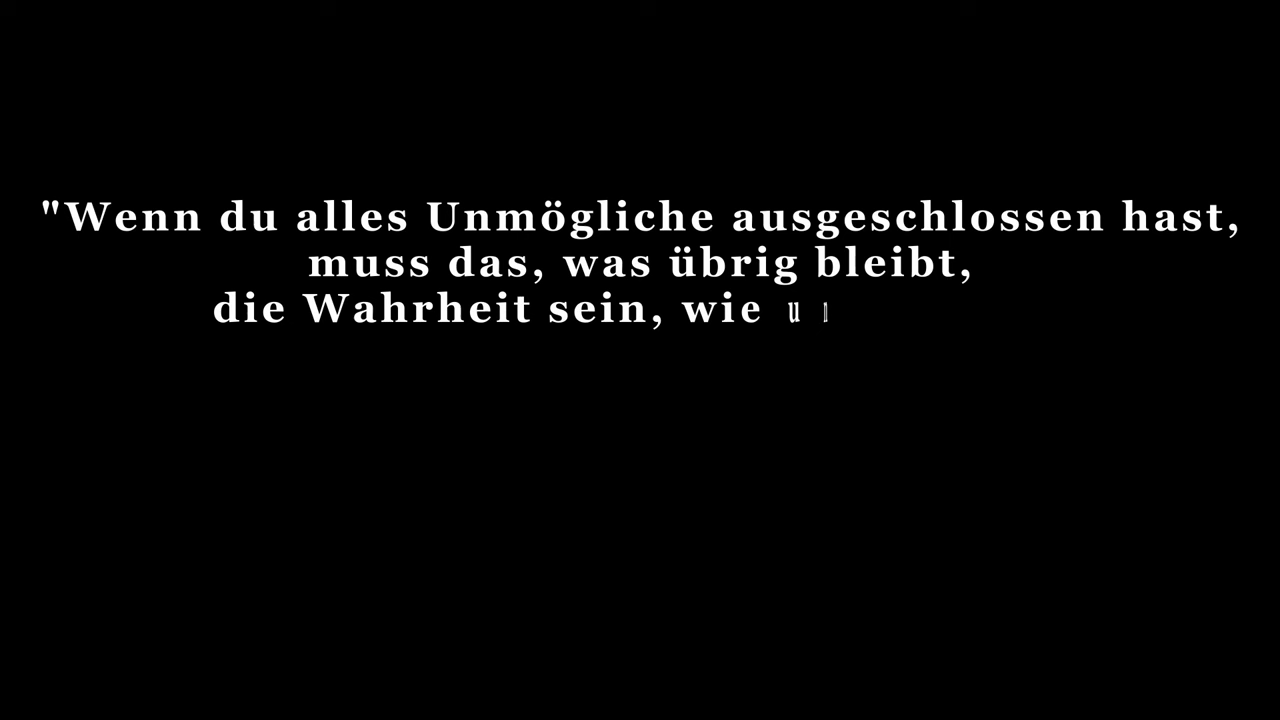 "Wenn du alles Unmögliche ausgeschlossen hast,
muss das, was übrig bleibt,
die Wahrheit sein, wie